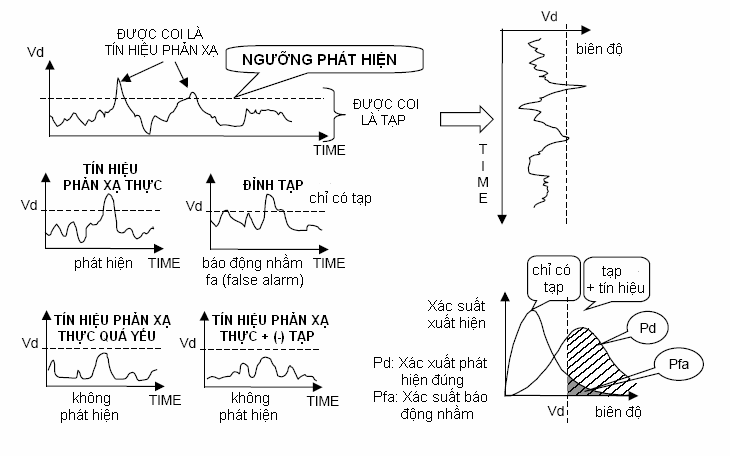 ĐƯỢC COI LÀ
TÍN HIỆU PHẢN XẠ
Vd
NGƯỠNG PHÁT HIỆN
ĐƯỢC COI
LÀ TẠP
TIME
Vd
biên độ
T
I
M
E
TÍN HIỆU
PHẢN XẠ THỰC
Vd
phát hiện
TIME
ĐỈNH TẠP
chỉ có tạp
Vd
báo động nhầm
fa (false alarm)
TIME
TÍN HIỆU PHẢN XẠ
THỰC QUÁ YẾU
Vd
không
phát hiện
TIME
TÍN HIỆU PHẢN XẠ
THỰC + (-) TẠP
không
phát hiện
TIME
chỉ có
tạp
tạp
+ tín hiệu
Xác suất
xuất hiện
Pd
Pfa
Pd: Xác xuất phát
hiện đúng
Pfa: Xác suất báo
động nhầm
Vd
biên độ